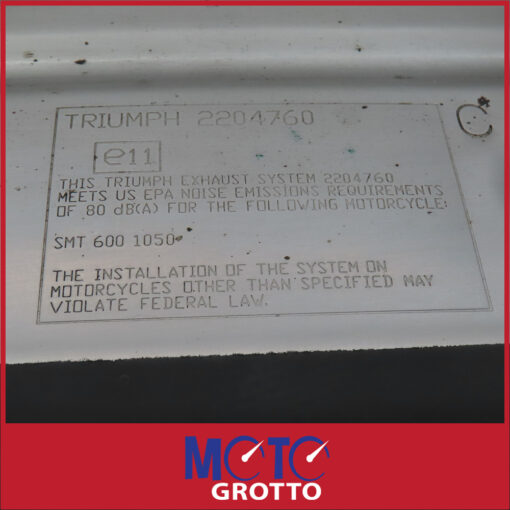 TRIUMPH 2204760
e11
THIS TRIUMPH EXHAUST SYSTEM 2204760
MEETS US EPA NOISE EMISSIONS REQUIREMENTS
OF 80 dB(A) FOR THE FOLLOWING MOTORCYCLE:
SMT 600 1050
THE INSTALLATION OF THE SYSTEM ON
MOTORCYCLES OTHER THAN SPECIFIED MAY
VIOLATE FEDERAL LAW.
C
MOTO
GROTTO